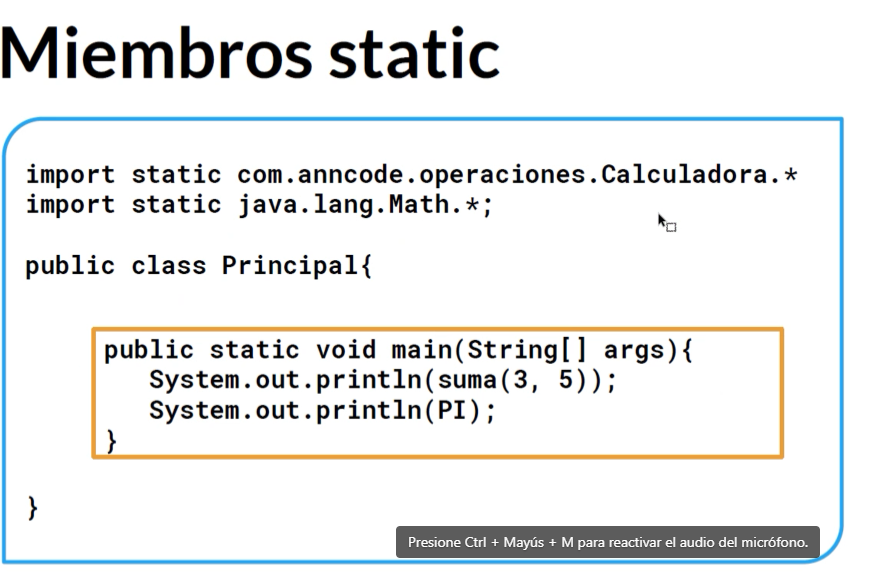 Miembros static
import static com.anncode.operaciones.Calculadora.*
import static java.lang.Math.*;
public class Principal{
public static void main(String[] args){
System.out.println(suma(3, 5));
System.out.println(PI);
}
}
Presione Ctrl + Mayús + M para reactivar el audio del micrófono.